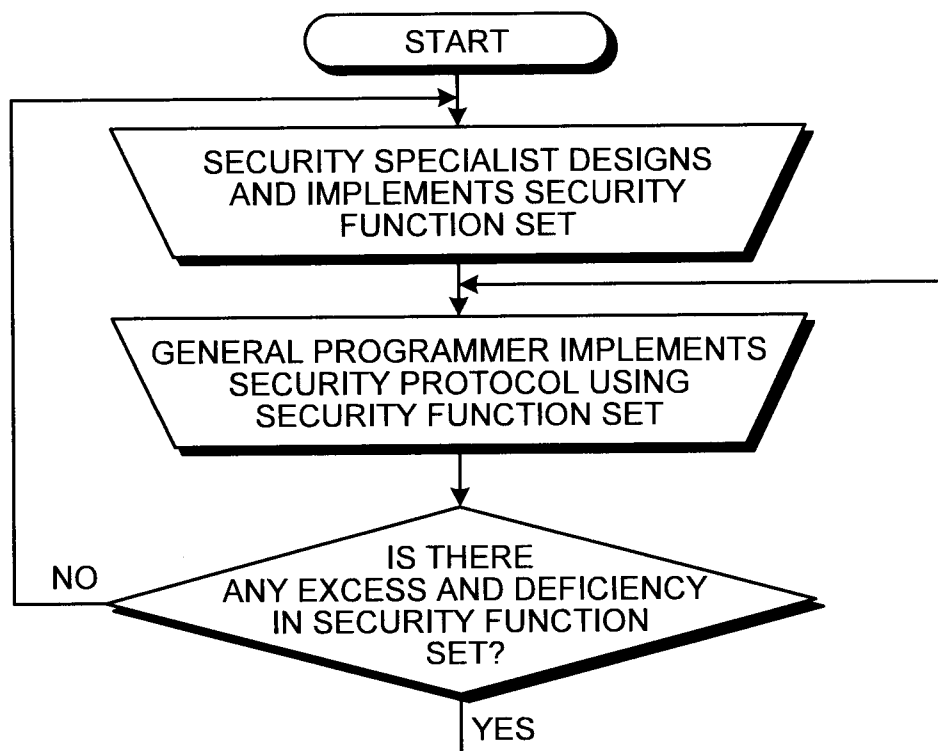 START
SECURITY SPECIALIST DESIGNS
AND IMPLEMENTS SECURITY
FUNCTION SET
GENERAL PROGRAMMER IMPLEMENTS
SECURITY PROTOCOL USING
SECURITY FUNCTION SET
IS THERE
ANY EXCESS AND DEFICIENCY
IN SECURITY FUNCTION
SET?
NO
YES